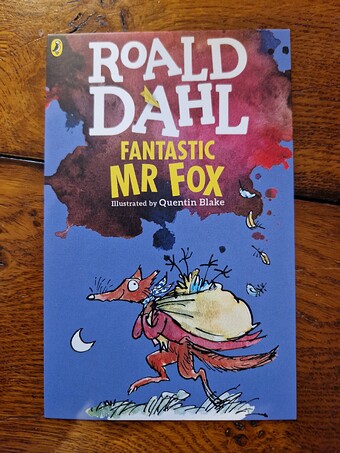 ROALD
DAHL
FANTASTIC
MR FOX
Illustrated by Quentin Blake